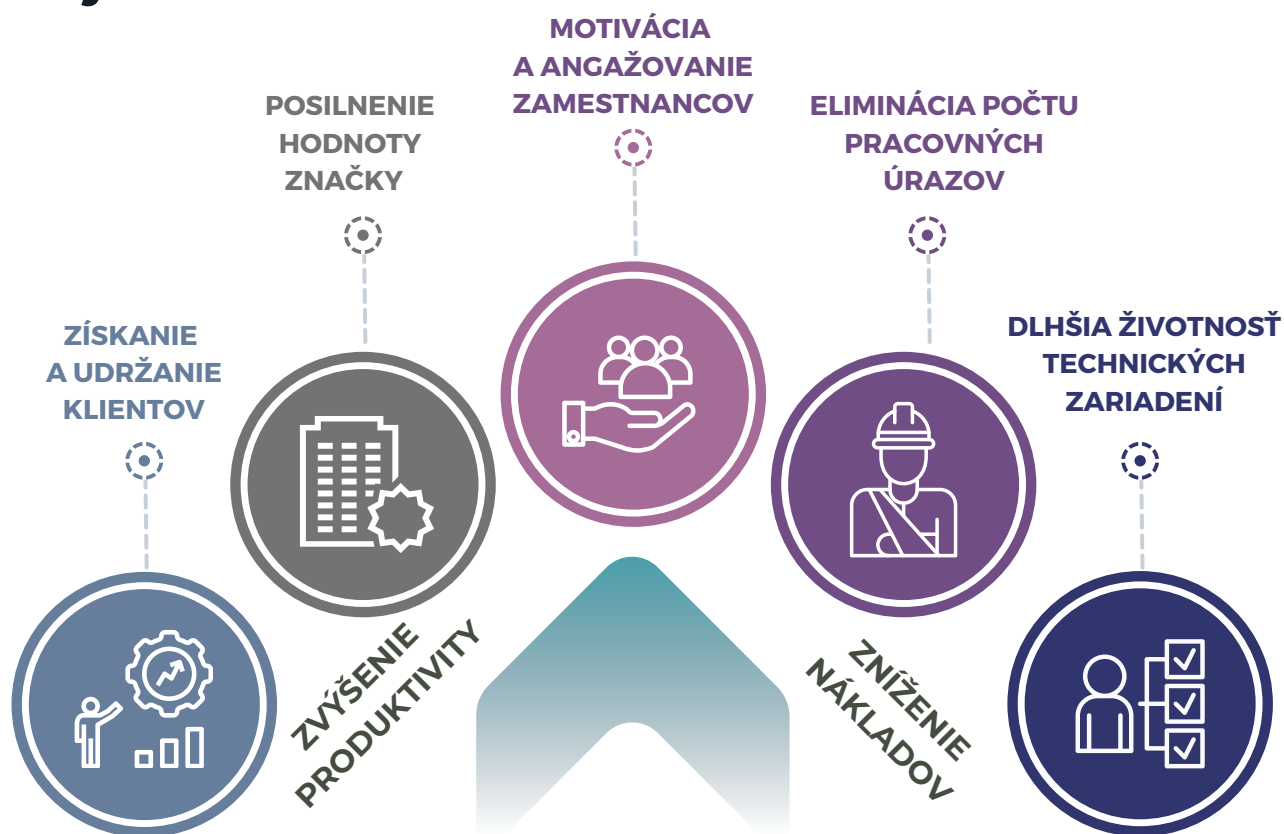 MOTIVÁCIA
A ANGAŽOVANIE
ZAMESTNANCOV
POSILNENIE
HODNOTY
ZNAČKY
ELIMINÁCIA POČTU
PRACOVNÝCH
ÚRAZOV
ZÍSKANIE
A UDRŽANIE
KLIENTOV
DLHŠIA ŽIVOTNOSŤ
TECHNICKÝCH
ZARIADENÍ
ZVÝŠENIE
PRODUKTIVITY
ZNÍŽENIE
NÁKLADOV